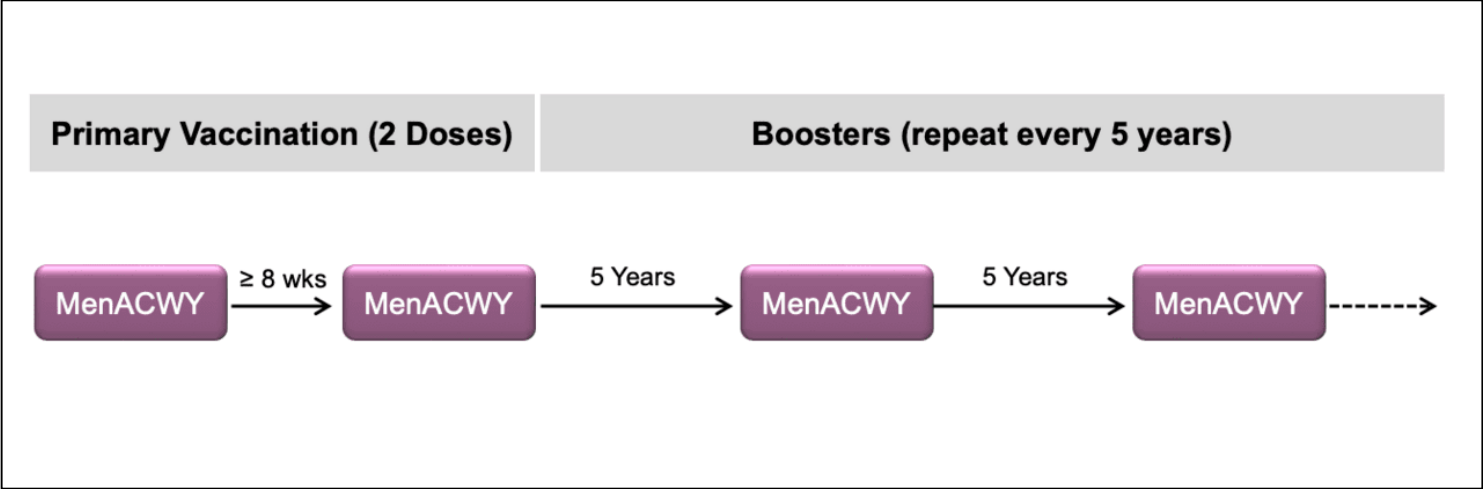 Primary Vaccination (2 Doses)
Boosters (repeat every 5 years)
MenACWY
≥ 8 wks
MenACWY
5 Years
MenACWY
5 Years
MenACWY